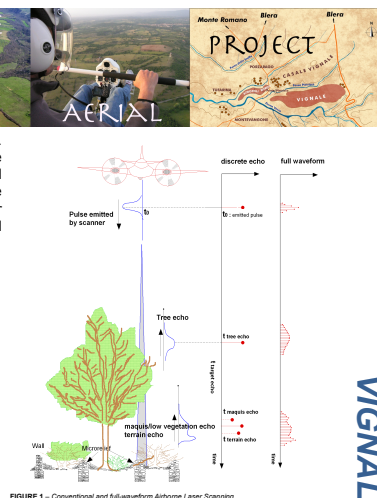 Monte Romano
Blera
Blera
PROJECT
CASALE VIGNALE
VIGNALE
MONTEVANGONE
AERIAL
discrete echo
full waveform
Pulse emitted
by scanner
t0
t0 : emitted pulse
Tree echo
t tree echo
t target echo
maquis/low vegetation echo
terrain echo
t maquis echo
t terrain echo
Wall
Microrelief
time
time
VIGNAL
FIGURE 1 – Conventional and full-waveform Airborne Laser Scanning